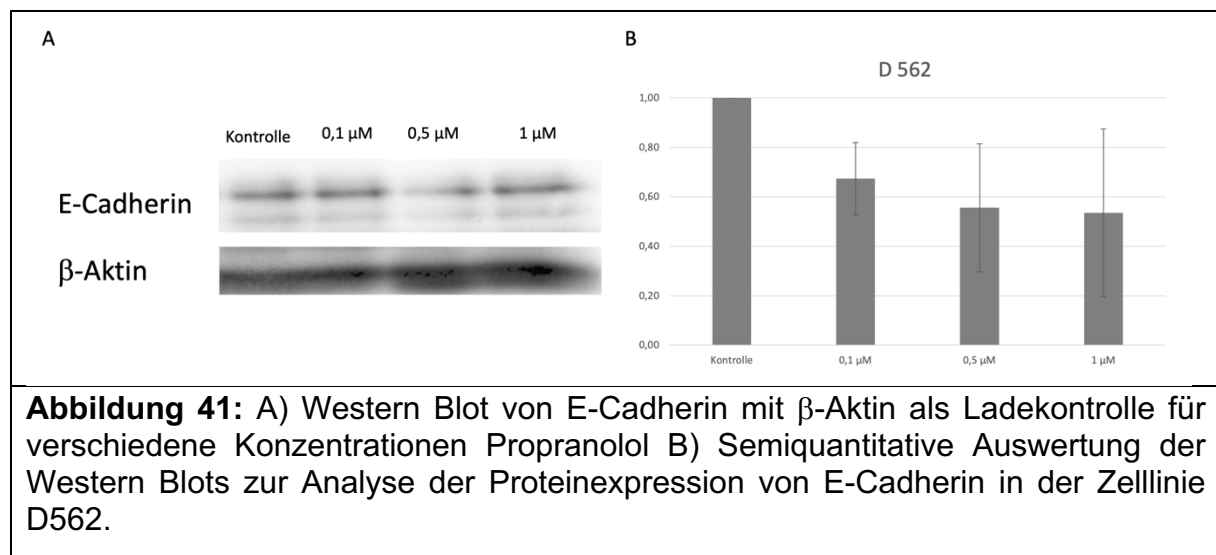 A
Kontrolle 0,1 µM 0,5 µM 1 µM
E-Cadherin
β-Aktin
B
D 562
1,00
0,80
0,60
0,40
0,20
0,00
Kontrolle 0,1 µM 0,5 µM 1 µM
Abbildung 41: A) Western Blot von E-Cadherin mit β-Aktin als Ladekontrolle für
verschiedene Konzentrationen Propranolol B) Semiquantitative Auswertung der
Western Blots zur Analyse der Proteinexpression von E-Cadherin in der Zelllinie
D562.